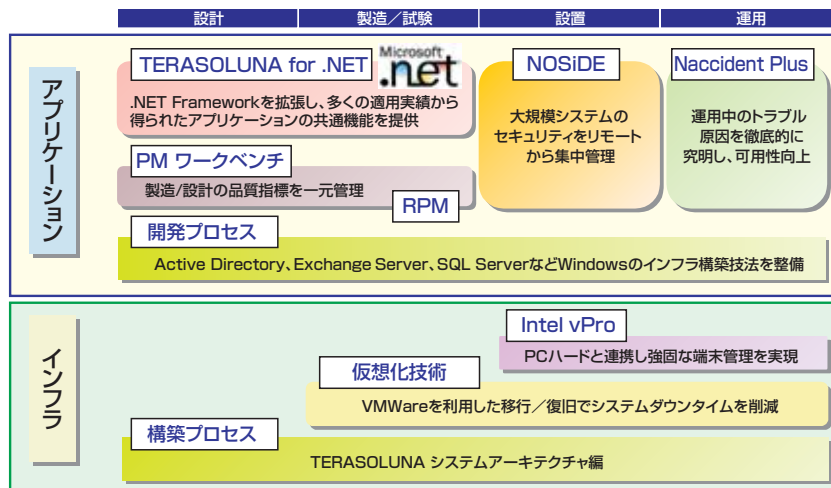 設計 製造／試験 設置 運用
アプリケーション
TERASOLUNA for .NET
Microsoft
.net
.NET Frameworkを拡張し、多くの適用実績から
得られたアプリケーションの共通機能を提供
NOSiDE
大規模システムの
セキュリティをリモート
から集中管理
Naccident Plus
運用中のトラブル
原因を徹底的に
究明し、可用性向上
PM ワークベンチ
製造/設計の品質指標を一元管理
RPM
開発プロセス
Active Directory、Exchange Server、SQL ServerなどWindowsのインフラ構築技法を整備
インフラ
Intel vPro
PCハードと連携し強固な端末管理を実現
仮想化技術
VMWareを利用した移行／復旧でシステムダウンタイムを削減
構築プロセス
TERASOLUNA システムアーキテクチャ編